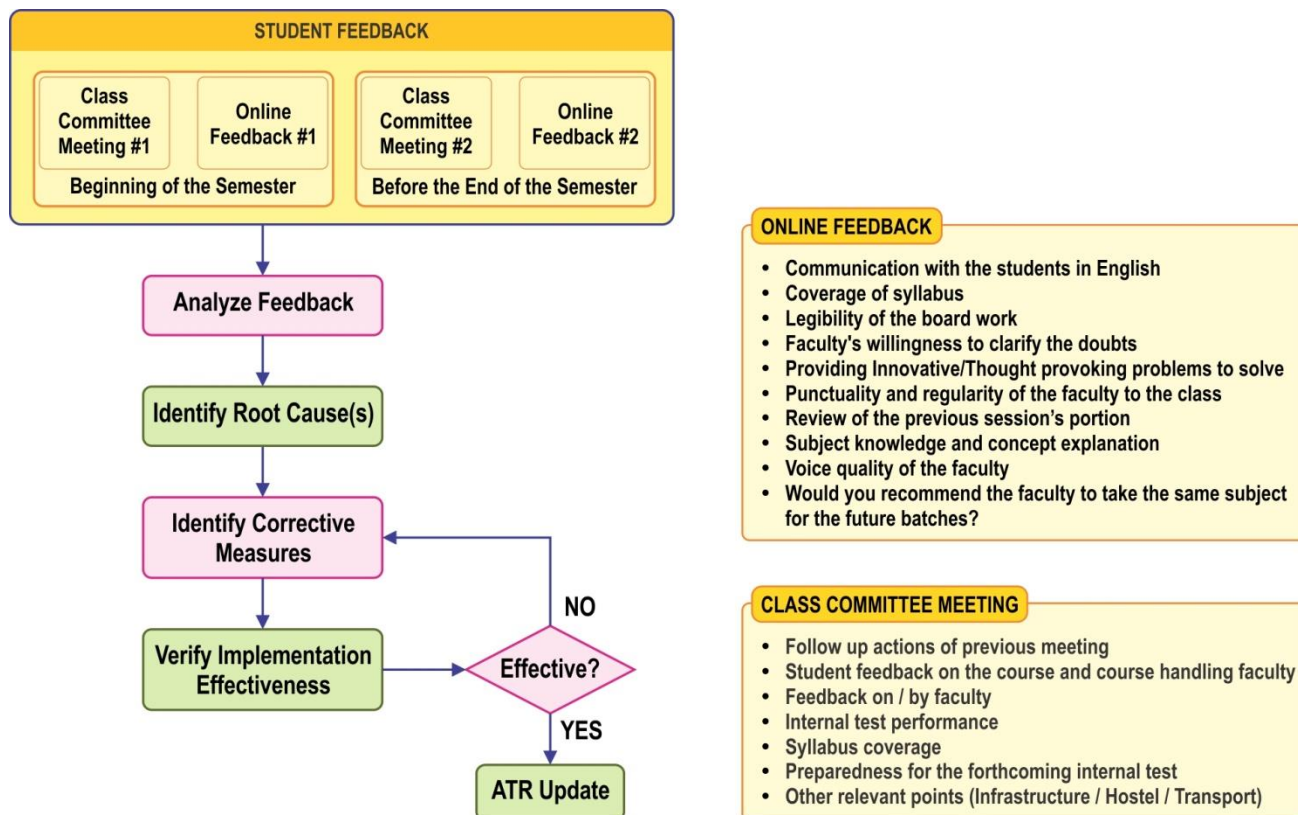 STUDENT FEEDBACK
Class
Committee
Meeting #1
Online
Feedback #1
Beginning of the Semester
Class
Committee
Meeting #2
Online
Feedback #2
Before the End of the Semester
Analyze Feedback
Identify Root Cause(s)
Identify Corrective
Measures
Verify Implementation
Effectiveness
Effective?
NO
YES
ATR Update
ONLINE FEEDBACK
• Communication with the students in English
• Coverage of syllabus
• Legibility of the board work
• Faculty's willingness to clarify the doubts
• Providing Innovative/Thought provoking problems to solve
• Punctuality and regularity of the faculty to the class
• Review of the previous session’s portion
• Subject knowledge and concept explanation
• Voice quality of the faculty
• Would you recommend the faculty to take the same subject
for the future batches?
CLASS COMMITTEE MEETING
• Follow up actions of previous meeting
• Student feedback on the course and course handling faculty
• Feedback on / by faculty
• Internal test performance
• Syllabus coverage
• Preparedness for the forthcoming internal test
• Other relevant points (Infrastructure / Hostel / Transport)